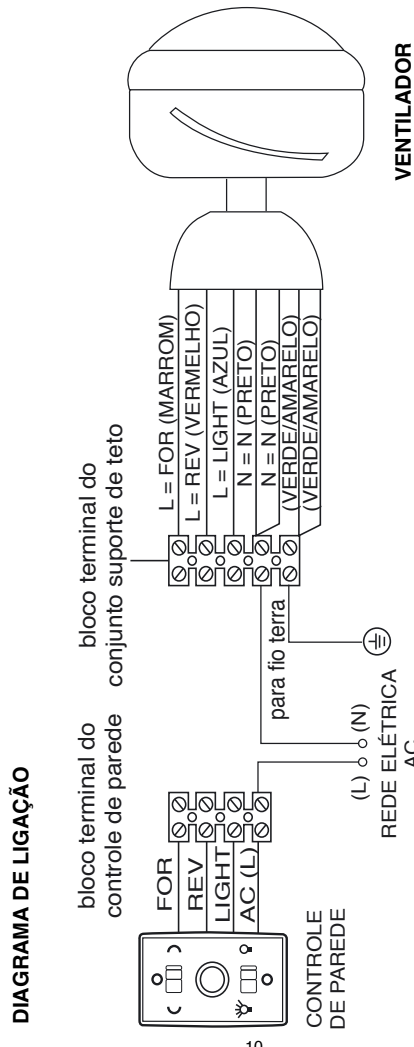 DIAGRAMA DE LIGAÇÃO
bloco terminal do
controle de parede
bloco terminal do
conjunto suporte de teto
FOR
REV
LIGHT
AC (L)
L = FOR (MARROM)
L = REV (VERMELHO)
L = LIGHT (AZUL)
N = N (PRETO)
N = N (PRETO)
(VERDE/AMARELO)
(VERDE/AMARELO)
para fio terra
(L) (N)
REDE ELÉTRICA
AC
CONTROLE
DE PAREDE
VENTILADOR
10